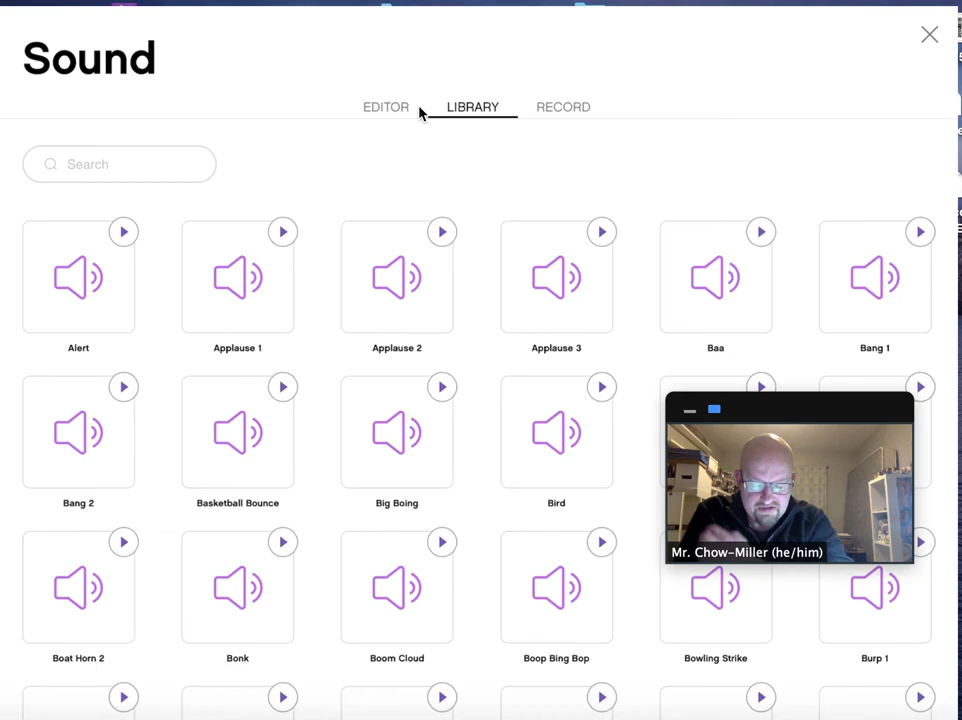 Sound
EDITOR LIBRARY RECORD
Search
Alert Applause 1 Applause 2 Applause 3 Baa Bang 1
Bang 2 Basketball Bounce Big Boing Bird
Mr. Chow-Miller (he/him)
Boat Horn 2 Bonk Boom Cloud Boop Bing Bop Bowling Strike Burp 1